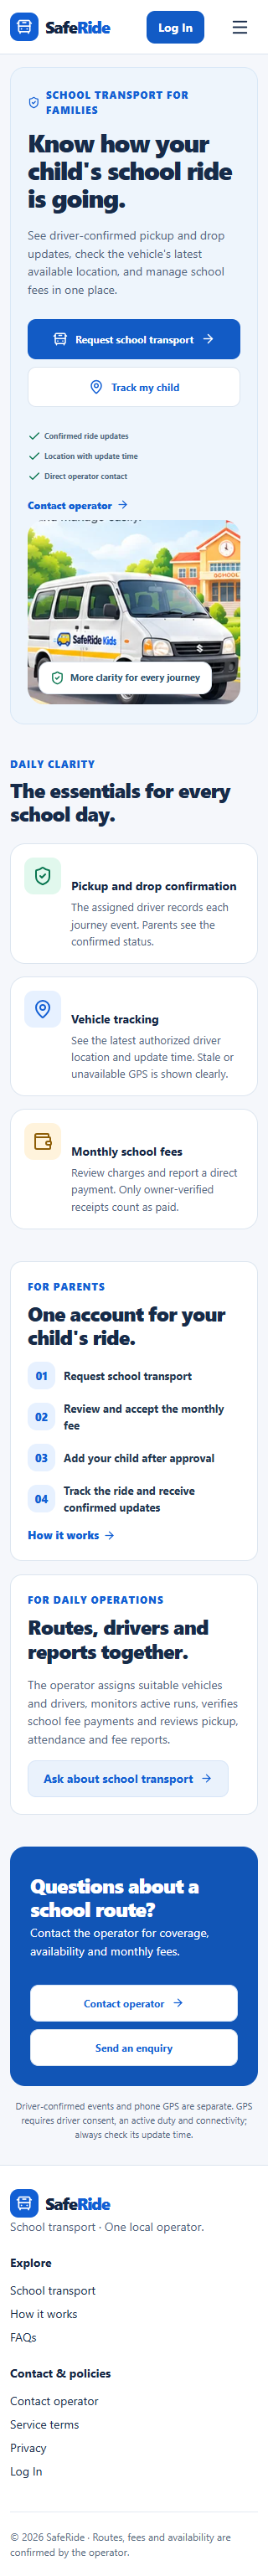 SafeRide
Log In
SCHOOL TRANSPORT FOR
FAMILIES
Know how your
child's school ride
is going.
See driver-confirmed pickup and drop
updates, check the vehicle's latest
available location, and manage school
fees in one place.
Request school transport
Track my child
Confirmed ride updates
Location with update time
Direct operator contact
Contact operator
and manage easily.
SCHOOL
SafeRide Kids
More clarity for every journey
DAILY CLARITY
The essentials for every
school day.
Pickup and drop confirmation
The assigned driver records each
journey event. Parents see the
confirmed status.
Vehicle tracking
See the latest authorized driver
location and update time. Stale or
unavailable GPS is shown clearly.
Monthly school fees
Review charges and report a direct
payment. Only owner-verified
receipts count as paid.
FOR PARENTS
One account for your
child's ride.
01 Request school transport
02 Review and accept the monthly
fee
03 Add your child after approval
04 Track the ride and receive
confirmed updates
How it works
FOR DAILY OPERATIONS
Routes, drivers and
reports together.
The operator assigns suitable vehicles
and drivers, monitors active runs, verifies
school fee payments and reviews pickup,
attendance and fee reports.
Ask about school transport
Questions about a
school route?
Contact the operator for coverage,
availability and monthly fees.
Contact operator
Send an enquiry
Driver-confirmed events and phone GPS are separate. GPS
requires driver consent, an active duty and connectivity;
always check its update time.
SafeRide
School transport · One local operator.
Explore
School transport
How it works
FAQs
Contact & policies
Contact operator
Service terms
Privacy
Log In
© 2026 SafeRide · Routes, fees and availability are
confirmed by the operator.